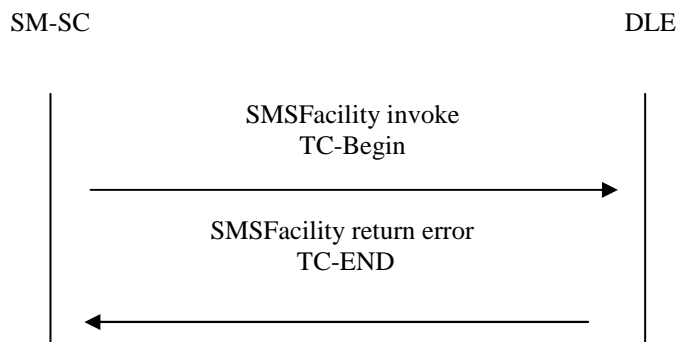 SM-SC
DLE
SMSFacility invoke
TC-Begin
SMSFacility return error
TC-END